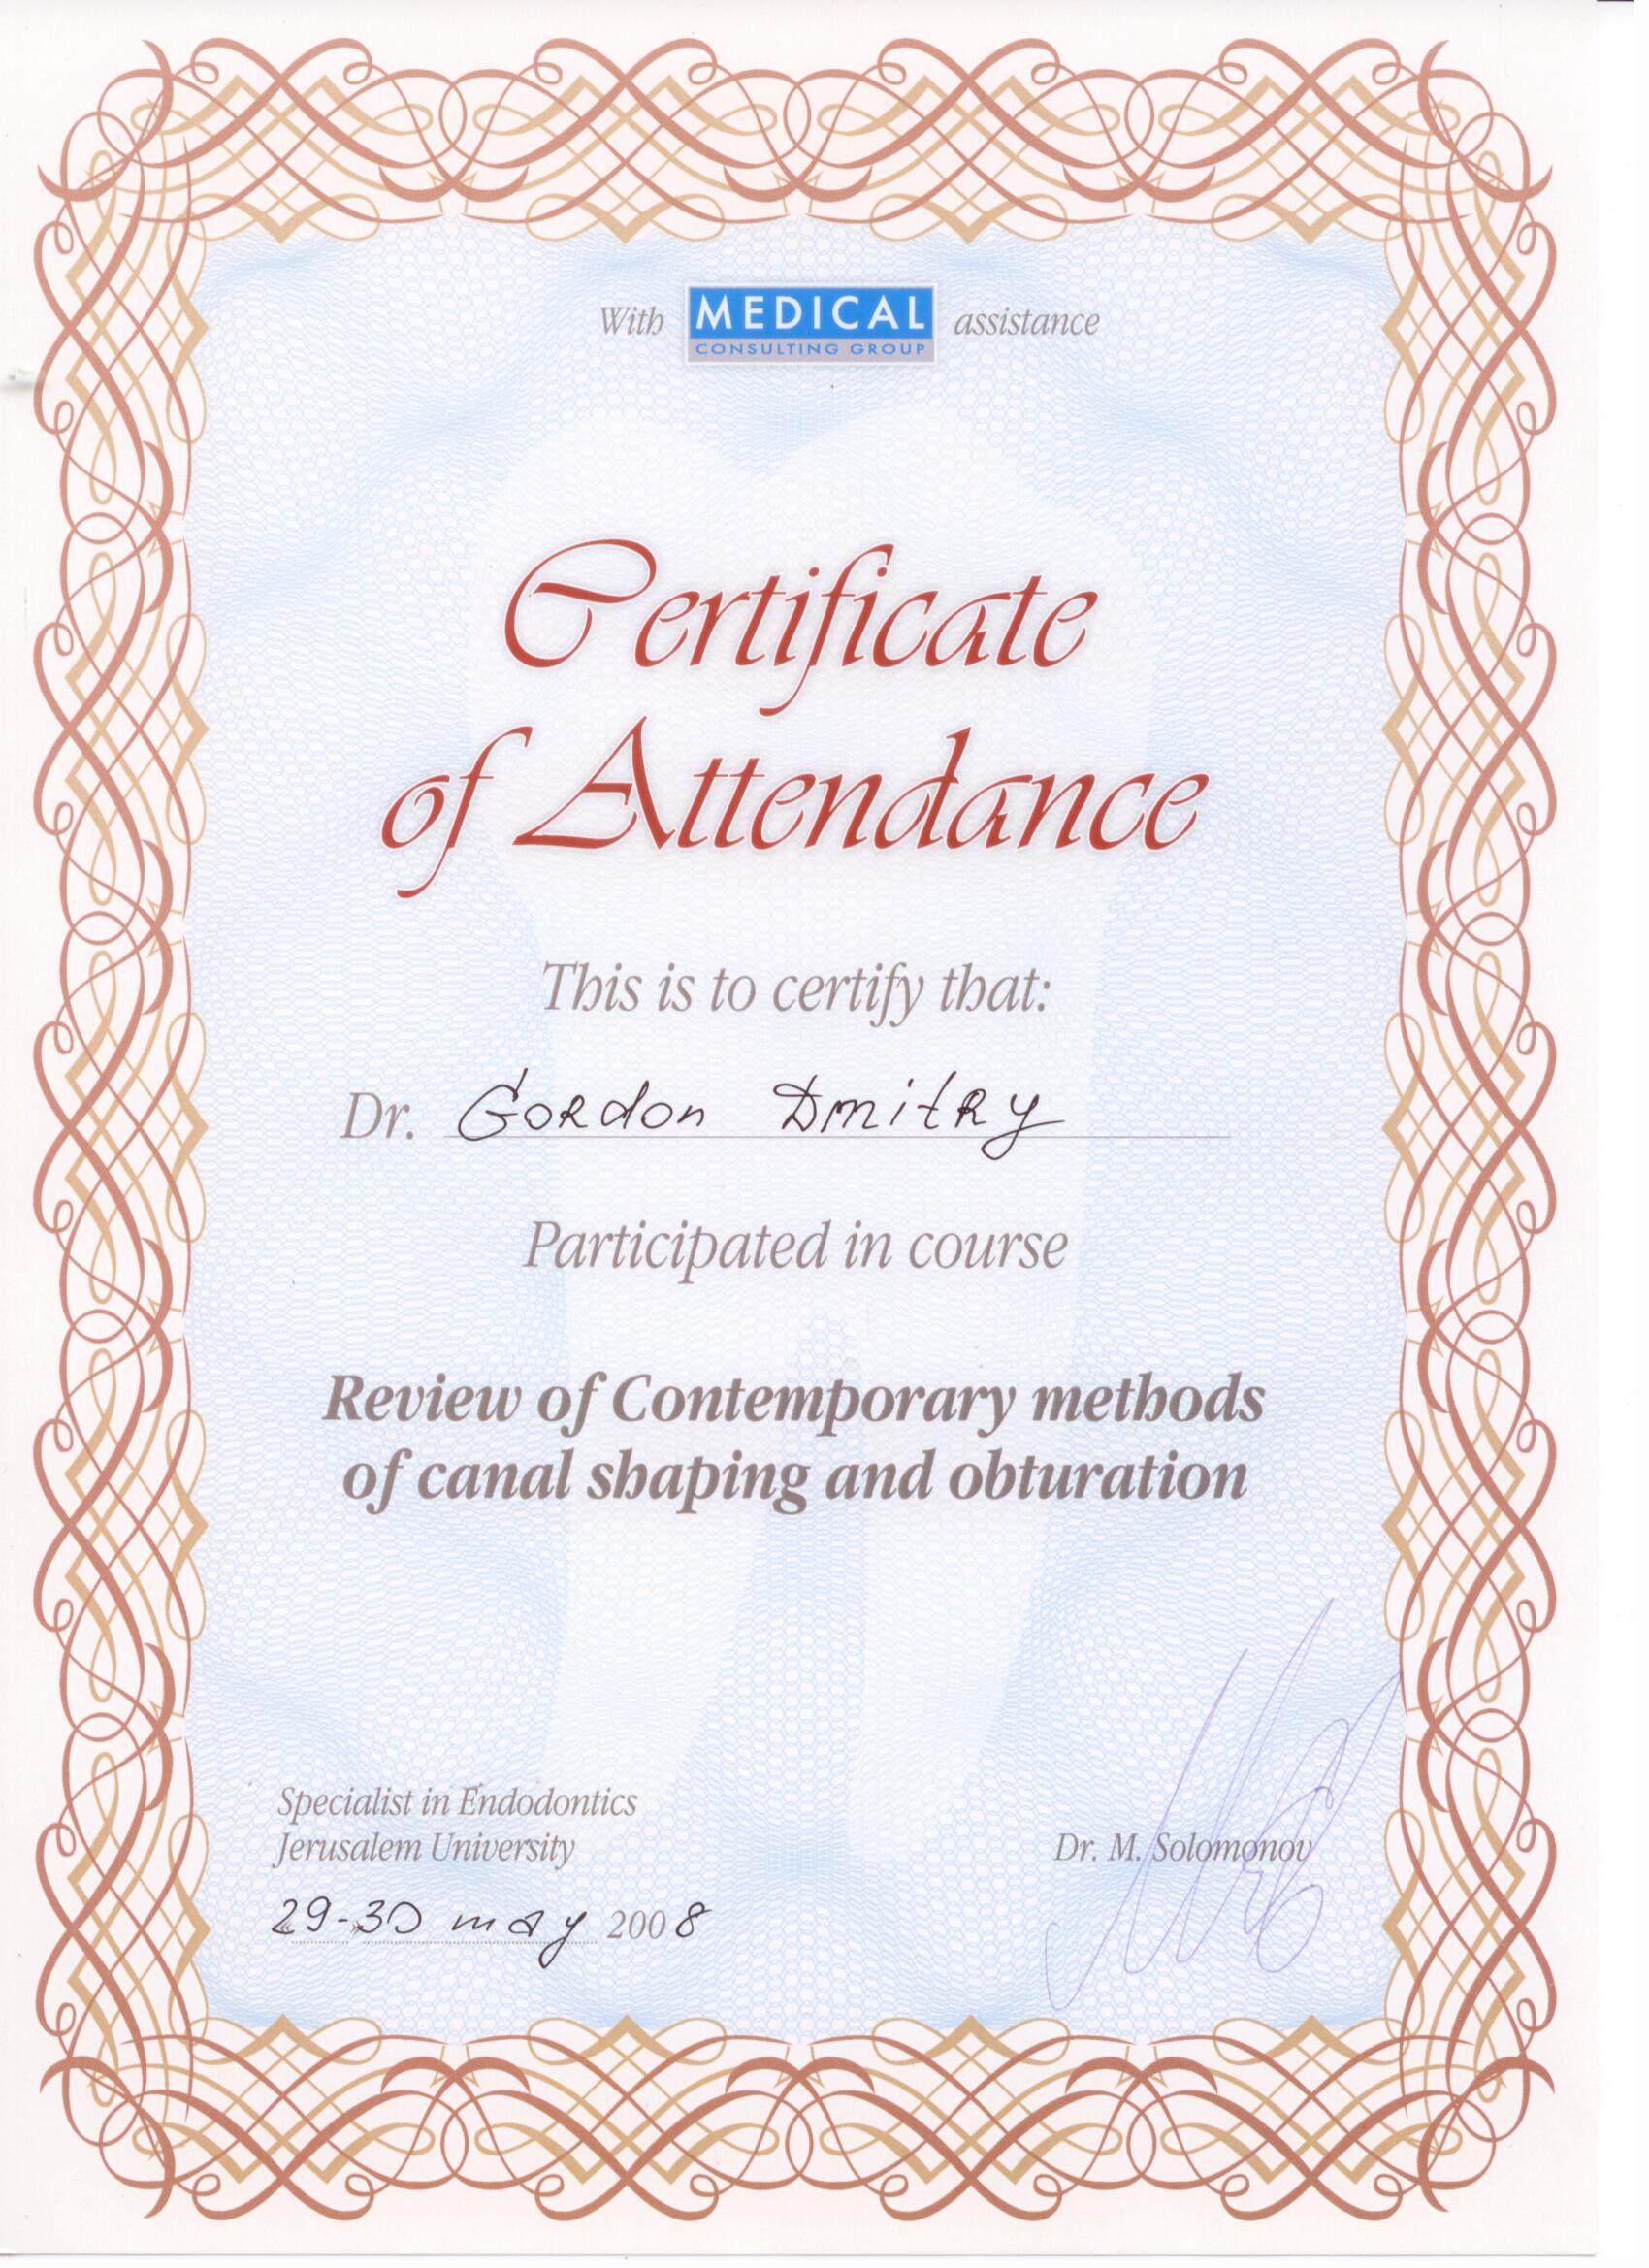 With MEDICAL CONSULTING GROUP assistance
Certificate
of Attendance
This is to certify that:
Dr. Gordon Dmitry
Participated in course
Review of Contemporary methods
of canal shaping and obturation
Specialist in Endodontics
Jerusalem University
Dr. M. Solomonov
29-30 may 2008